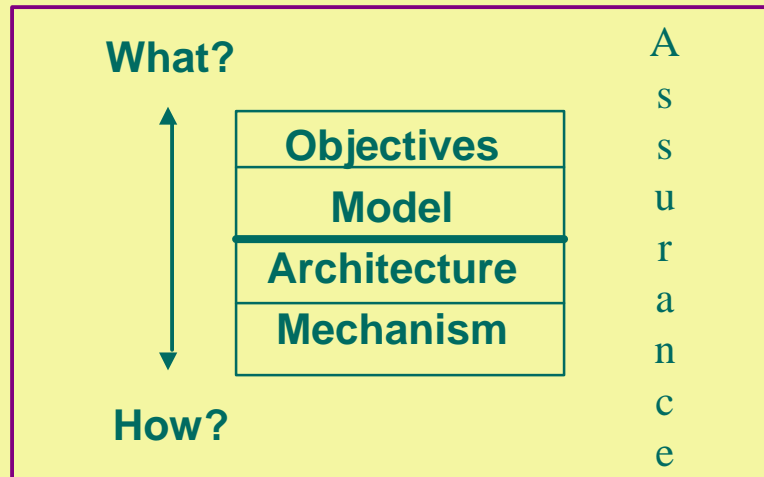 What?
Objectives
Model
Architecture
Mechanism
How?
A
s
s
u
r
a
n
c
e